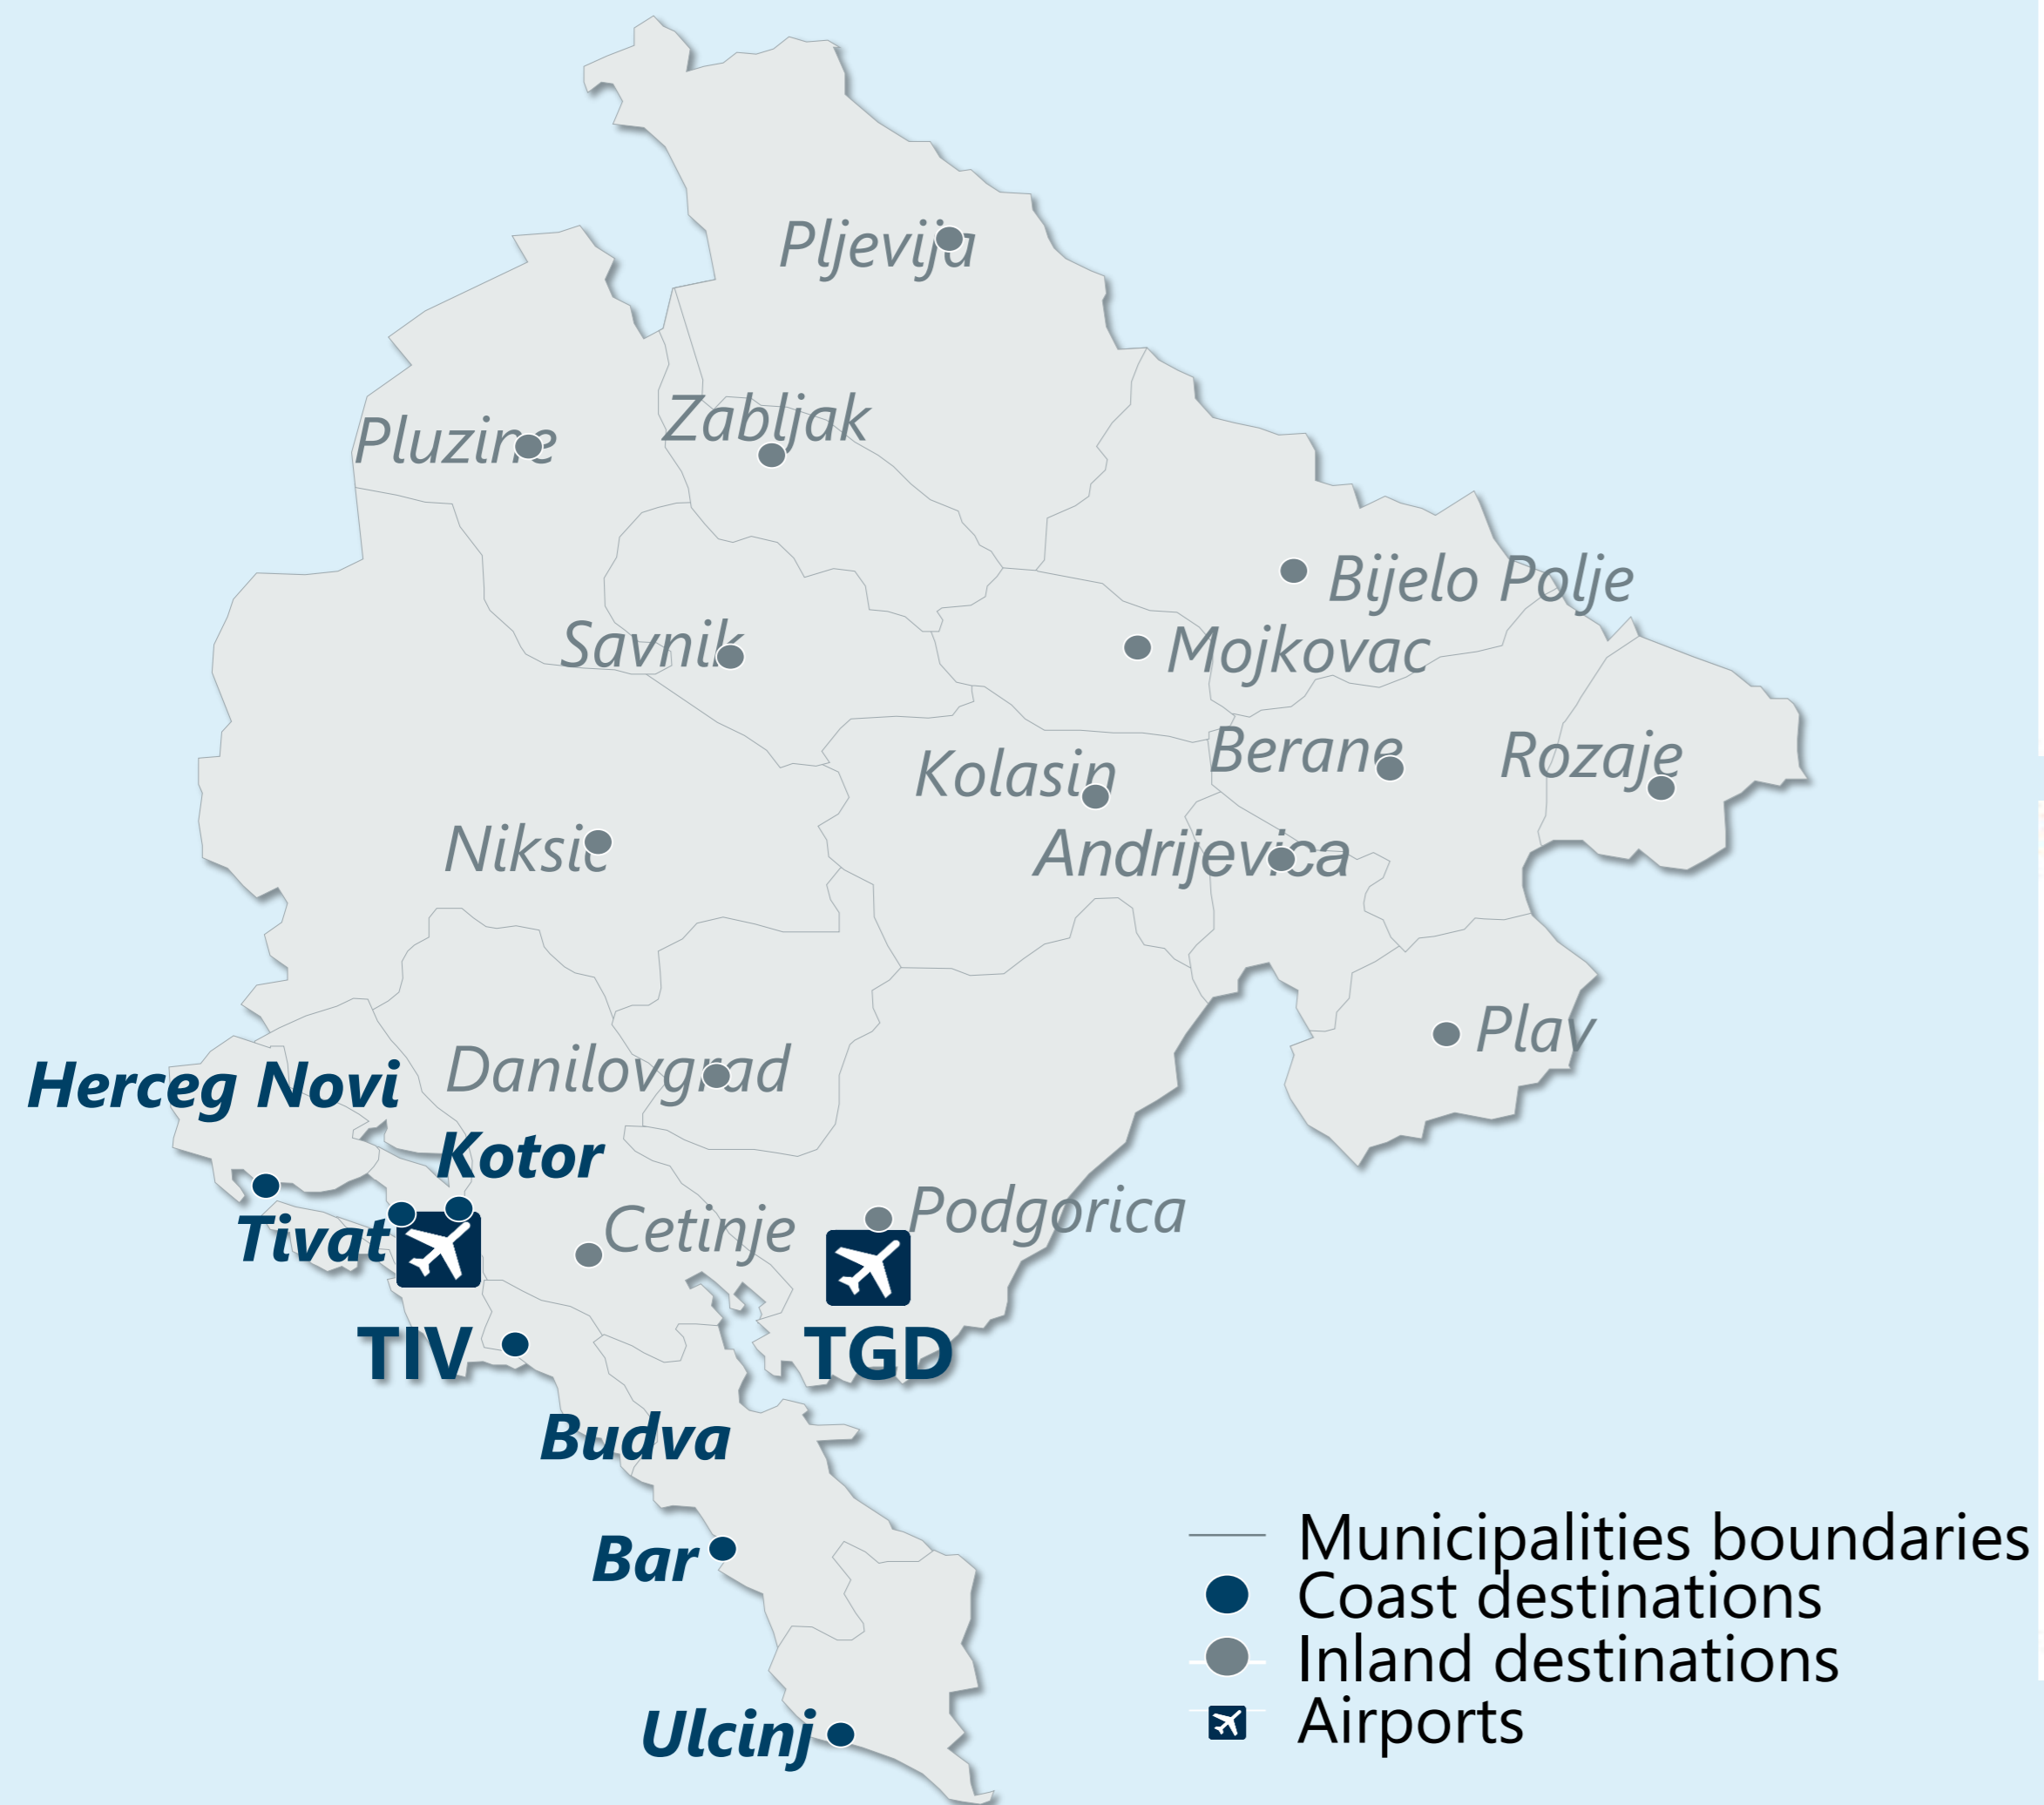 Pljevija
Zabljak
Pluzine
Bijelo Polje
Savnik
Mojkovac
Berane
Rozaje
Kolasin
Niksic
Andrijevica
Plav
Danilovgrad
Herceg Novi
Kotor
Podgorica
Cetinje
Tivat
TIV
TGD
Budva
Bar
Ulcinj
Municipalities boundaries
Coast destinations
Inland destinations
Airports